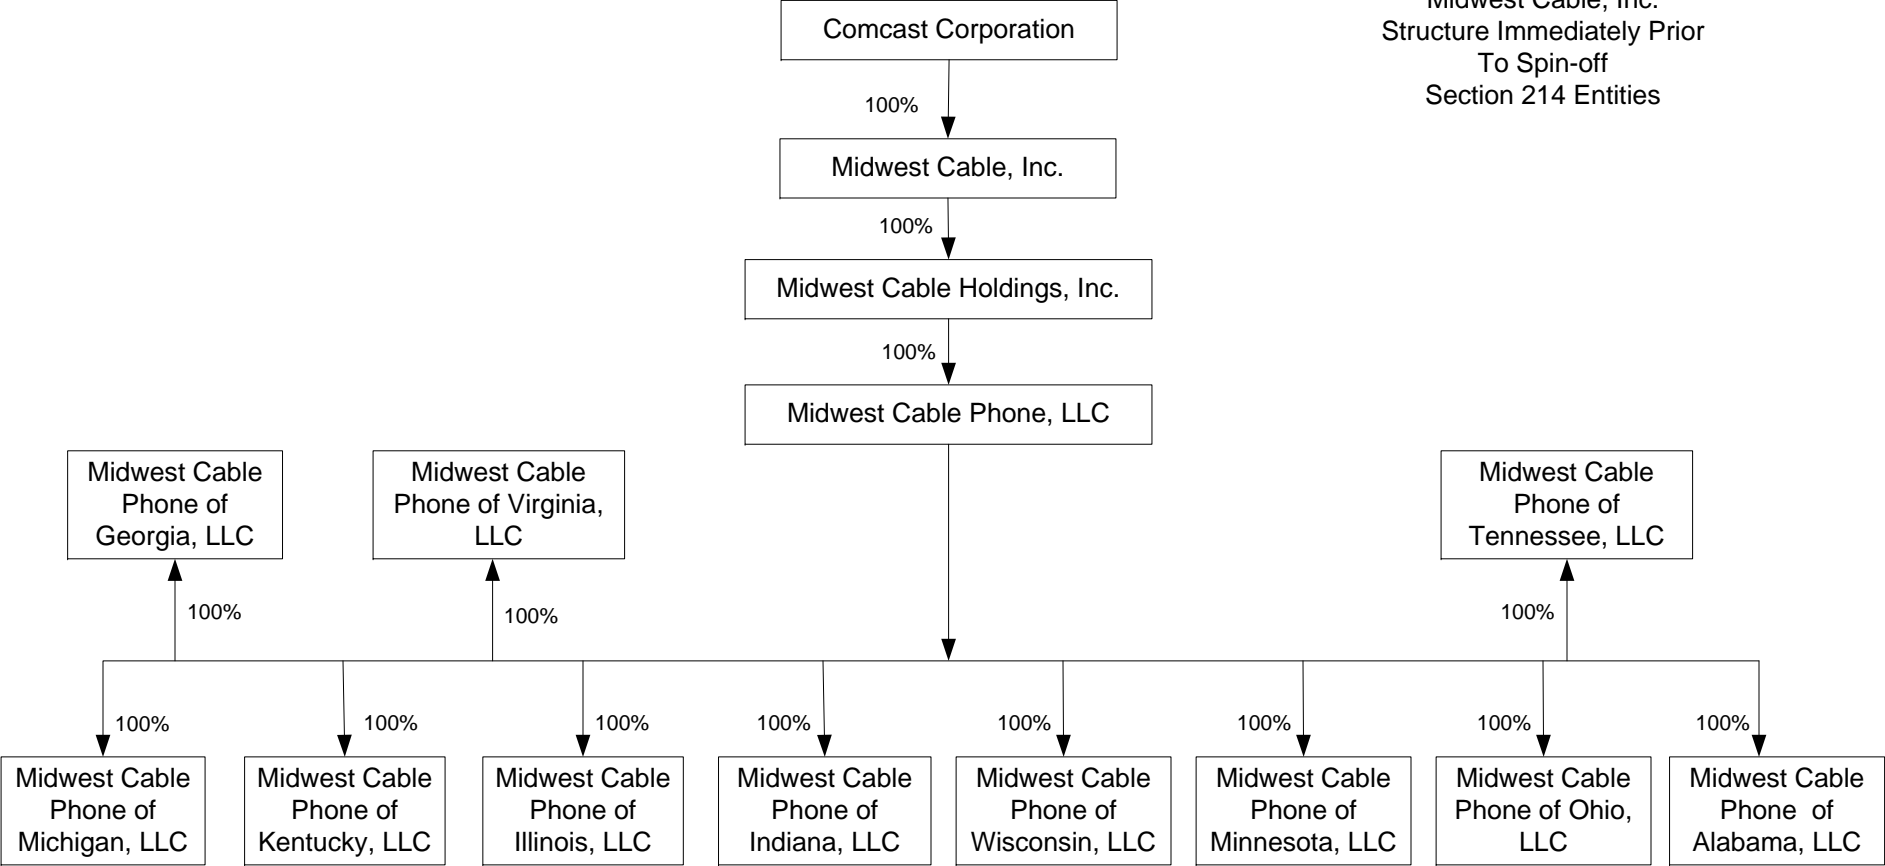 Midwest Cable, Inc.
Structure Immediately Prior
To Spin-off
Section 214 Entities
Comcast Corporation
100%
Midwest Cable, Inc.
100%
Midwest Cable Holdings, Inc.
100%
Midwest Cable Phone, LLC
Midwest Cable
Phone of
Georgia, LLC
Midwest Cable
Phone of Virginia,
LLC
Midwest Cable
Phone of
Tennessee, LLC
100%
100%
100%
100%
100%
100%
100%
100%
100%
100%
100%
Midwest Cable
Phone of
Michigan, LLC
Midwest Cable
Phone of
Kentucky, LLC
Midwest Cable
Phone of
Illinois, LLC
Midwest Cable
Phone of
Indiana, LLC
Midwest Cable
Phone of
Wisconsin, LLC
Midwest Cable
Phone of
Minnesota, LLC
Midwest Cable
Phone of Ohio,
LLC
Midwest Cable
Phone  of
Alabama, LLC